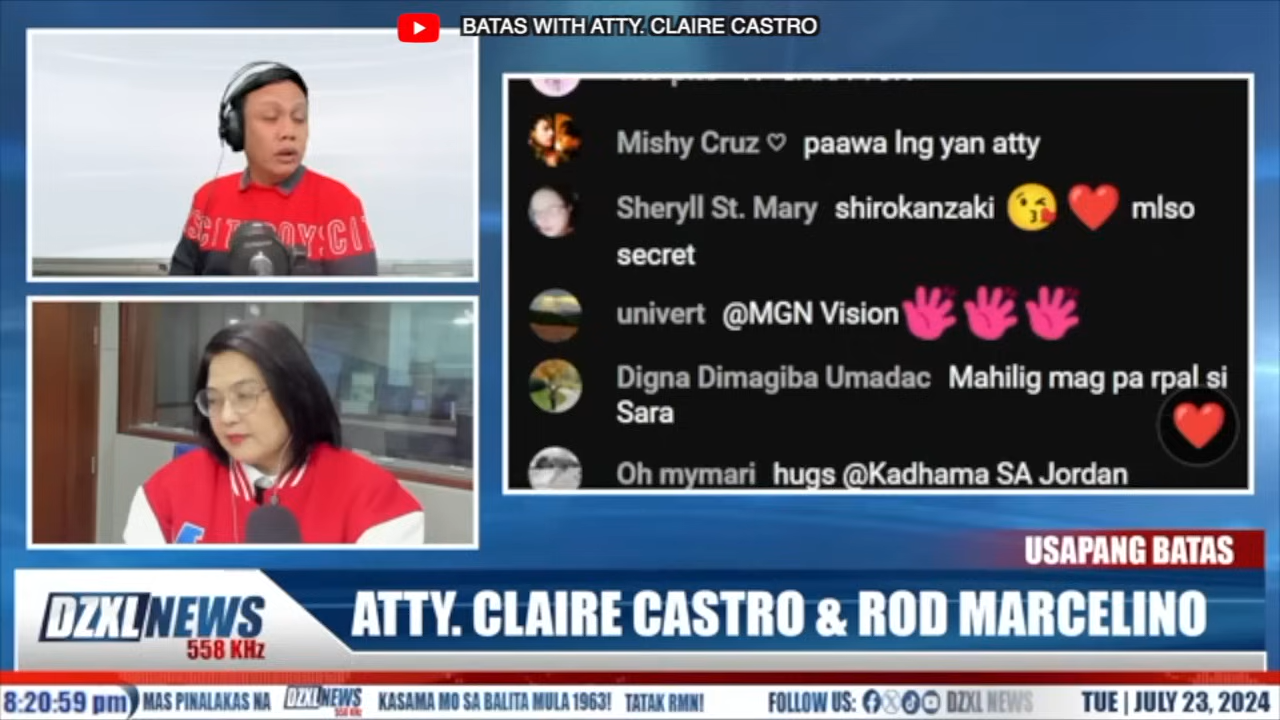 BATAS WITH ATTY. CLAIRE CASTRO
Mishy Cruz ♡ paawa lng yan atty
Sheryll St. Mary shirokanzaki 😘 ❤️ mlso
secret
univert @MGN Vision
Digna Dimagiba Umadac Mahilig mag pa rpal si
Sara
Oh mymari hugs @Kadhama SA Jordan
USAPANG BATAS
DZXL NEWS
558 KHz
ATTY. CLAIRE CASTRO & ROD MARCELINO
8:20:59 pm MAS PINALAKAS NA DZXL NEWS 558 KHz KASAMA MO SA BALITA MULA 1963! TATAK RMN! FOLLOW US: DZXL NEWS TUE | JULY 23, 2024